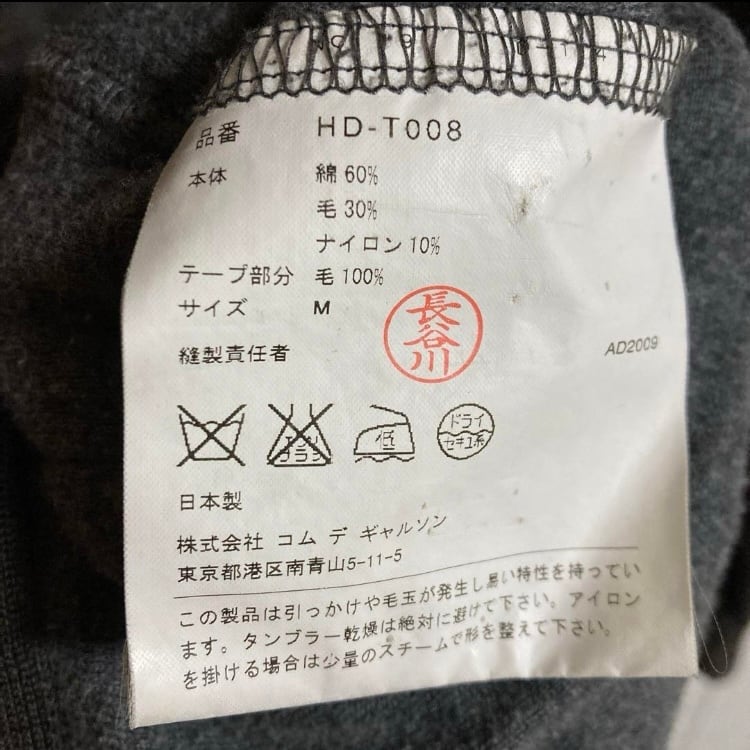 品番 HD-T008
本体 綿 60%
毛 30%
ナイロン 10%
テープ部分 毛 100%
サイズ M
長谷川
縫製責任者
AD2009
低
ドライ
セキユ系
日本製
株式会社 コム デ ギャルソン
東京都港区南青山5-11-5
この製品は引っかけや毛玉が発生し易い特性を持ってい
ます。タンブラー乾燥は絶対に避けて下さい。アイロン
を掛ける場合は少量のスチームで形を整えて下さい。